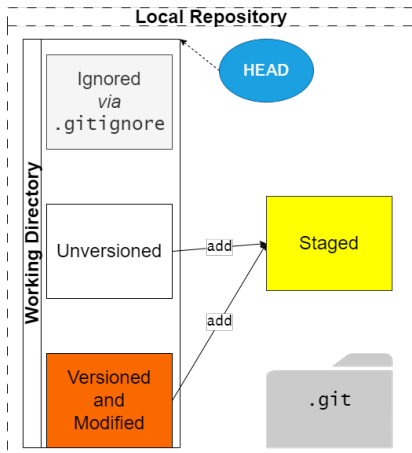 Local Repository
HEAD
Ignored
via
.gitignore
Working Directory
Unversioned
add
Staged
add
Versioned
and
Modified
.git